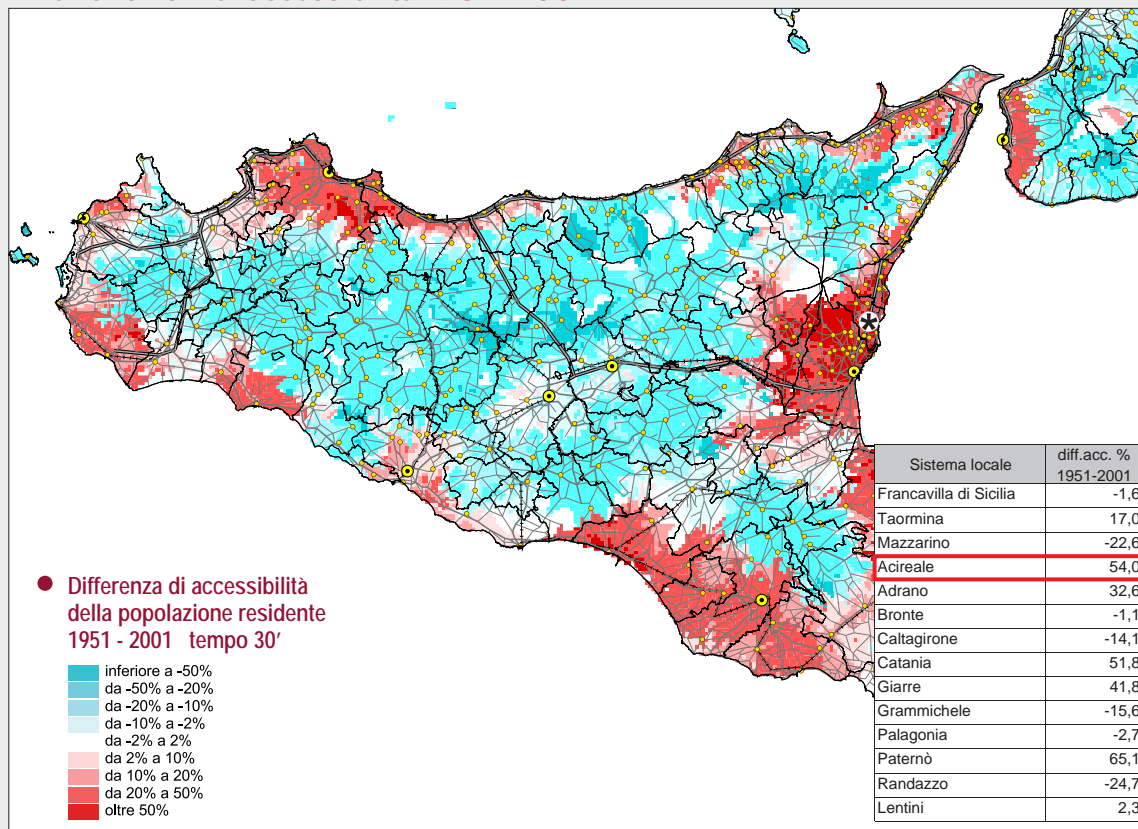 Differenza di accessibilità
della popolazione residente
1951 - 2001 tempo 30'
inferiore a -50%
da -50% a -20%
da -20% a -10%
da -10% a -2%
da -2% a 2%
da 2% a 10%
da 10% a 20%
da 20% a 50%
oltre 50%
Sistema locale diff.acc. %
1951-2001
Francavilla di Sicilia -1,6
Taormina 17,0
Mazzarino -22,6
Acireale 54,0
Adrano 32,6
Bronte -1,1
Caltagirone -14,1
Catania 51,8
Giarre 41,8
Grammichele -15,6
Palagonia -2,7
Paternò 65,1
Randazzo -24,7
Lentini 2,3